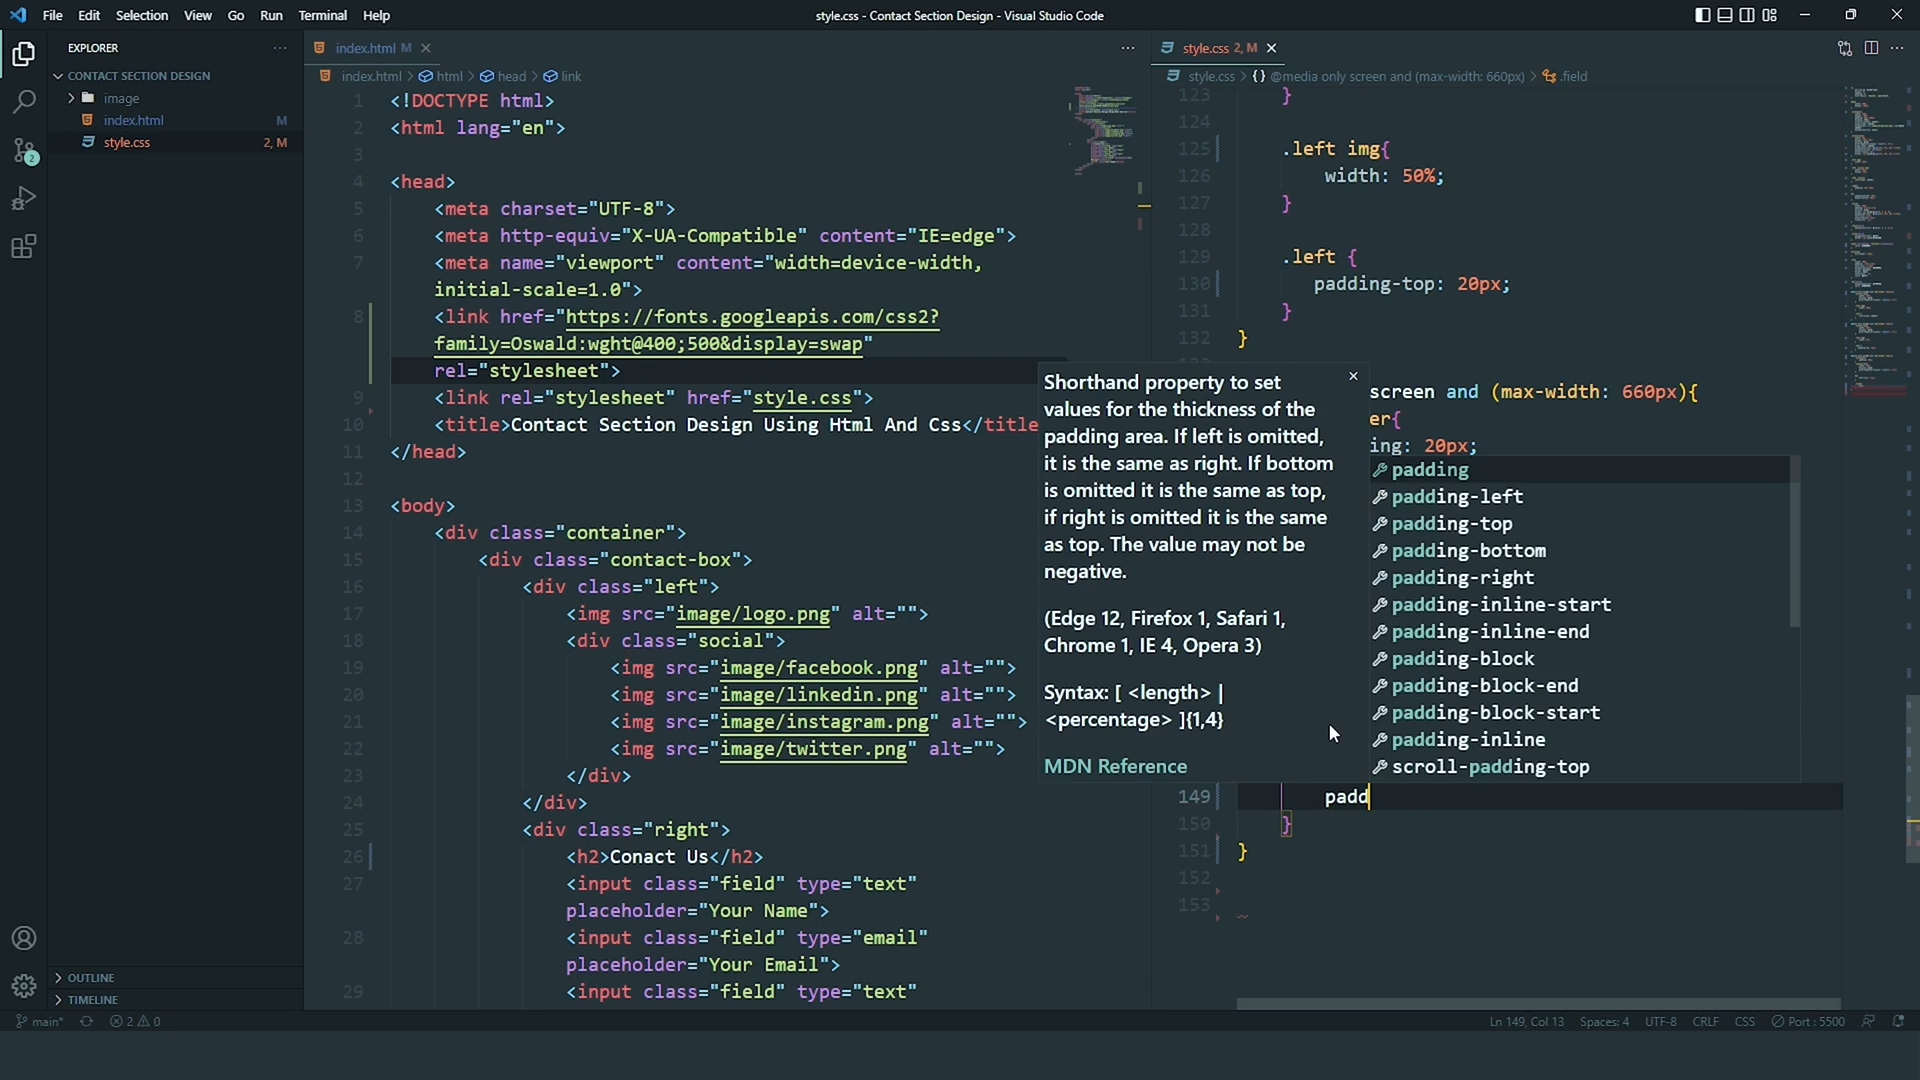 File Edit Selection View Go Run Terminal Help
style.css - Contact Section Design - Visual Studio Code
EXPLORER
CONTACT SECTION DESIGN
image
index.html M
style.css 2, M
OUTLINE
TIMELINE
index.html M
index.html > html > head > link
1 <!DOCTYPE html>
2 <html lang="en">
3
4 <head>
5 <meta charset="UTF-8">
6 <meta http-equiv="X-UA-Compatible" content="IE=edge">
7 <meta name="viewport" content="width=device-width,
initial-scale=1.0">
8 <link href="https://fonts.googleapis.com/css2?
family=Oswald:wght@400;500&display=swap"
rel="stylesheet">
9 <link rel="stylesheet" href="style.css">
10 <title>Contact Section Design Using Html And Css</title
11 </head>
12
13 <body>
14 <div class="container">
15 <div class="contact-box">
16 <div class="left">
17 <img src="image/logo.png" alt="">
18 <div class="social">
19 <img src="image/facebook.png" alt="">
20 <img src="image/linkedin.png" alt="">
21 <img src="image/instagram.png" alt="">
22 <img src="image/twitter.png" alt="">
23 </div>
24 </div>
25 <div class="right">
26 <h2>Conact Us</h2>
27 <input class="field" type="text"
placeholder="Your Name">
28 <input class="field" type="email"
placeholder="Your Email">
29 <input class="field" type="text"
style.css 2, M
style.css > {} @media only screen and (max-width: 660px) > .field
123 }
124
125 .left img{
126 width: 50%;
127 }
128
129 .left {
130 padding-top: 20px;
131 }
132 }
screen and (max-width: 660px){
er{
ing: 20px;
Shorthand property to set
values for the thickness of the
padding area. If left is omitted,
it is the same as right. If bottom
is omitted it is the same as top,
if right is omitted it is the same
as top. The value may not be
negative.
(Edge 12, Firefox 1, Safari 1,
Chrome 1, IE 4, Opera 3)
Syntax: [ <length> |
<percentage> ]{1,4}
MDN Reference
padding
padding-left
padding-top
padding-bottom
padding-right
padding-inline-start
padding-inline-end
padding-block
padding-block-end
padding-block-start
padding-inline
scroll-padding-top
149 padd
150 }
151 }
152
153
2
main* 2 0
Ln 149, Col 13 Spaces: 4 UTF-8 CRLF CSS Port : 5500